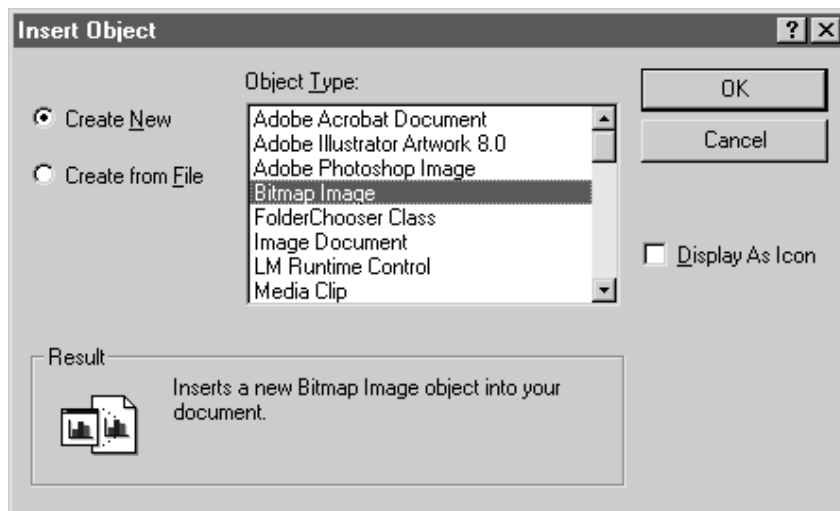 Insert Object
Create New
Create from File
Object Type:
Adobe Acrobat Document
Adobe Illustrator Artwork 8.0
Adobe Photoshop Image
Bitmap Image
FolderChooser Class
Image Document
LM Runtime Control
Media Clip
OK
Cancel
Display As Icon
Result
Inserts a new Bitmap Image object into your
document.